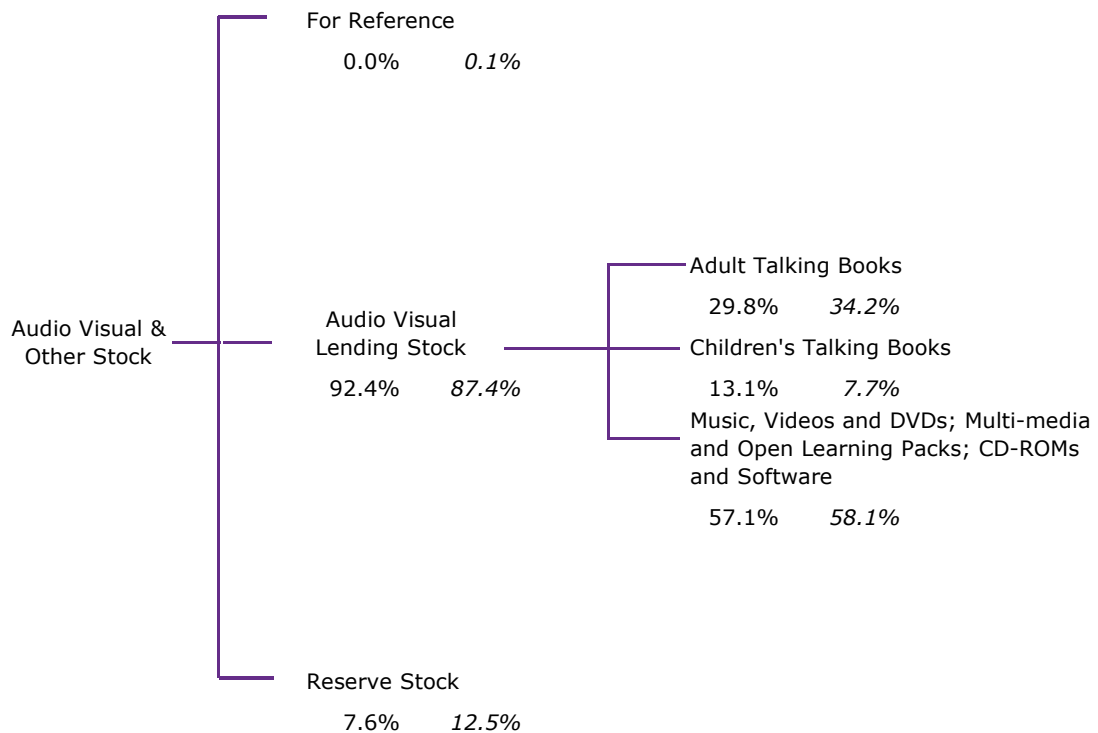 For Reference
0.0% 0.1%
Audio Visual &
Other Stock
Audio Visual
Lending Stock
92.4% 87.4%
Adult Talking Books
29.8% 34.2%
Children's Talking Books
13.1% 7.7%
Music, Videos and DVDs; Multi-media
and Open Learning Packs; CD-ROMs
and Software
57.1% 58.1%
Reserve Stock
7.6% 12.5%